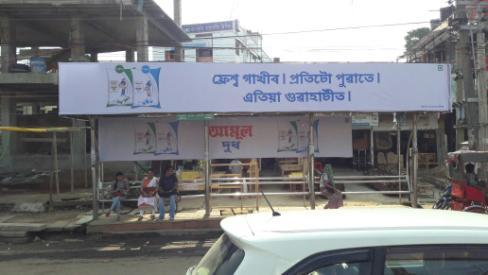 ফ্ৰেশ্ব গাখীৰ। প্ৰতিটো পুৱাতে।
এতিয়া গুৱাহাটীত।
আমূল
দুধ